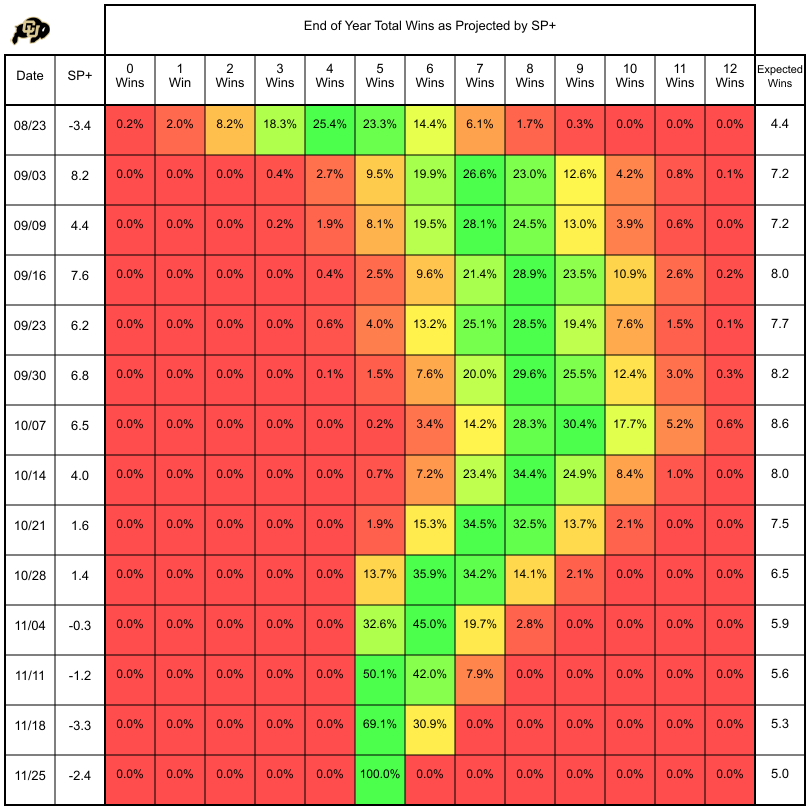 CU
End of Year Total Wins as Projected by SP+
Date SP+ 0 Wins 1 Win 2 Wins 3 Wins 4 Wins 5 Wins 6 Wins 7 Wins 8 Wins 9 Wins 10 Wins 11 Wins 12 Wins Expected Wins
08/23 -3.4 0.2% 2.0% 8.2% 18.3% 25.4% 23.3% 14.4% 6.1% 1.7% 0.3% 0.0% 0.0% 0.0% 4.4
09/03 8.2 0.0% 0.0% 0.0% 0.4% 2.7% 9.5% 19.9% 26.6% 23.0% 12.6% 4.2% 0.8% 0.1% 7.2
09/09 4.4 0.0% 0.0% 0.0% 0.2% 1.9% 8.1% 19.5% 28.1% 24.5% 13.0% 3.9% 0.6% 0.0% 7.2
09/16 7.6 0.0% 0.0% 0.0% 0.0% 0.4% 2.5% 9.6% 21.4% 28.9% 23.5% 10.9% 2.6% 0.2% 8.0
09/23 6.2 0.0% 0.0% 0.0% 0.0% 0.6% 4.0% 13.2% 25.1% 28.5% 19.4% 7.6% 1.5% 0.1% 7.7
09/30 6.8 0.0% 0.0% 0.0% 0.0% 0.1% 1.5% 7.6% 20.0% 29.6% 25.5% 12.4% 3.0% 0.3% 8.2
10/07 6.5 0.0% 0.0% 0.0% 0.0% 0.0% 0.2% 3.4% 14.2% 28.3% 30.4% 17.7% 5.2% 0.6% 8.6
10/14 4.0 0.0% 0.0% 0.0% 0.0% 0.0% 0.7% 7.2% 23.4% 34.4% 24.9% 8.4% 1.0% 0.0% 8.0
10/21 1.6 0.0% 0.0% 0.0% 0.0% 0.0% 1.9% 15.3% 34.5% 32.5% 13.7% 2.1% 0.0% 0.0% 7.5
10/28 1.4 0.0% 0.0% 0.0% 0.0% 0.0% 13.7% 35.9% 34.2% 14.1% 2.1% 0.0% 0.0% 0.0% 6.5
11/04 -0.3 0.0% 0.0% 0.0% 0.0% 0.0% 32.6% 45.0% 19.7% 2.8% 0.0% 0.0% 0.0% 0.0% 5.9
11/11 -1.2 0.0% 0.0% 0.0% 0.0% 0.0% 50.1% 42.0% 7.9% 0.0% 0.0% 0.0% 0.0% 0.0% 5.6
11/18 -3.3 0.0% 0.0% 0.0% 0.0% 0.0% 69.1% 30.9% 0.0% 0.0% 0.0% 0.0% 0.0% 0.0% 5.3
11/25 -2.4 0.0% 0.0% 0.0% 0.0% 0.0% 100.0% 0.0% 0.0% 0.0% 0.0% 0.0% 0.0% 0.0% 5.0